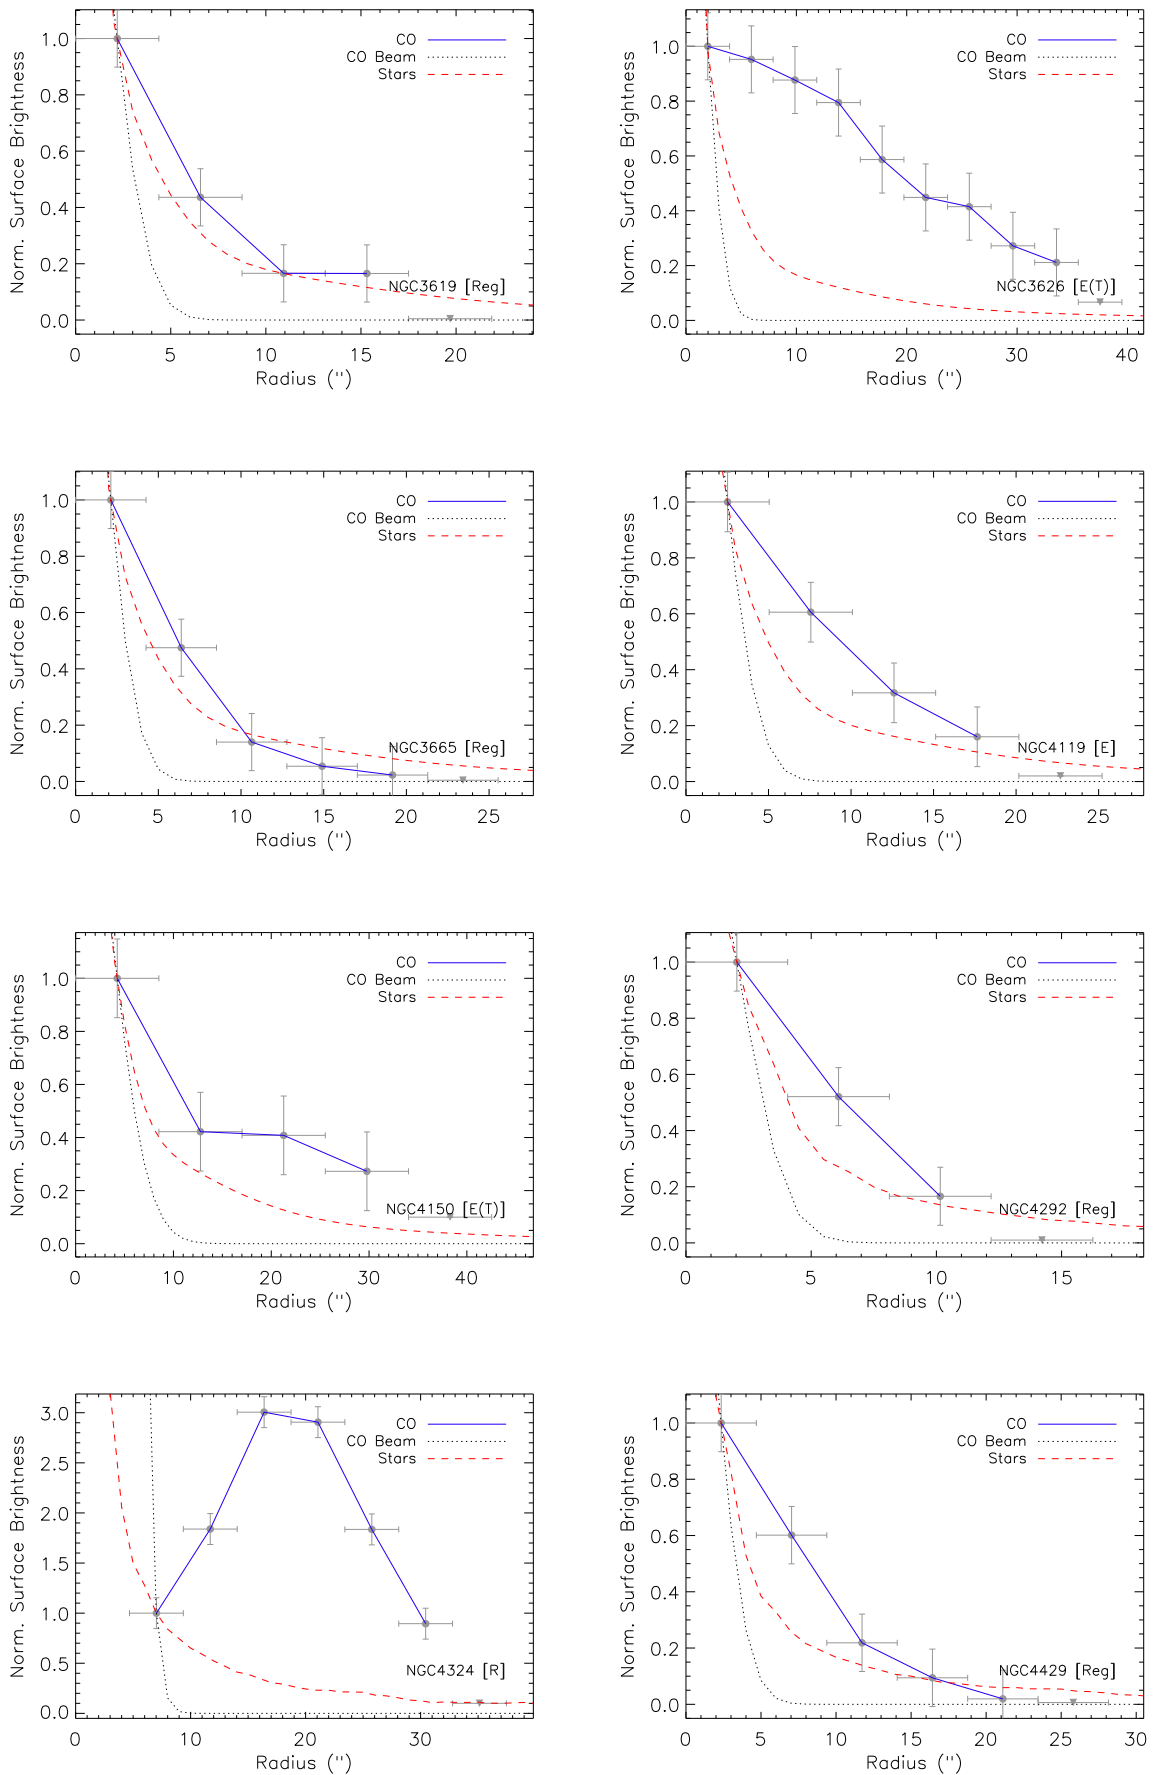 CO
CO Beam
Stars
Norm. Surface Brightness
1.0
0.8
0.6
0.4
0.2
0.0
NGC3619 [Reg]
0 5 10 15 20
Radius (")
CO
CO Beam
Stars
Norm. Surface Brightness
1.0
0.8
0.6
0.4
0.2
0.0
NGC3626 [E(T)]
0 10 20 30 40
Radius (")
CO
CO Beam
Stars
Norm. Surface Brightness
1.0
0.8
0.6
0.4
0.2
0.0
NGC3665 [Reg]
0 5 10 15 20 25
Radius (")
CO
CO Beam
Stars
Norm. Surface Brightness
1.0
0.8
0.6
0.4
0.2
0.0
NGC4119 [E]
0 5 10 15 20 25
Radius (")
CO
CO Beam
Stars
Norm. Surface Brightness
1.0
0.8
0.6
0.4
0.2
0.0
NGC4150 [E(T)]
0 10 20 30 40
Radius (")
CO
CO Beam
Stars
Norm. Surface Brightness
1.0
0.8
0.6
0.4
0.2
0.0
NGC4292 [Reg]
0 5 10 15
Radius (")
CO
CO Beam
Stars
Norm. Surface Brightness
3.0
2.5
2.0
1.5
1.0
0.5
0.0
NGC4324 [R]
0 10 20 30
Radius (")
CO
CO Beam
Stars
Norm. Surface Brightness
1.0
0.8
0.6
0.4
0.2
0.0
NGC4429 [Reg]
0 5 10 15 20 25 30
Radius (")